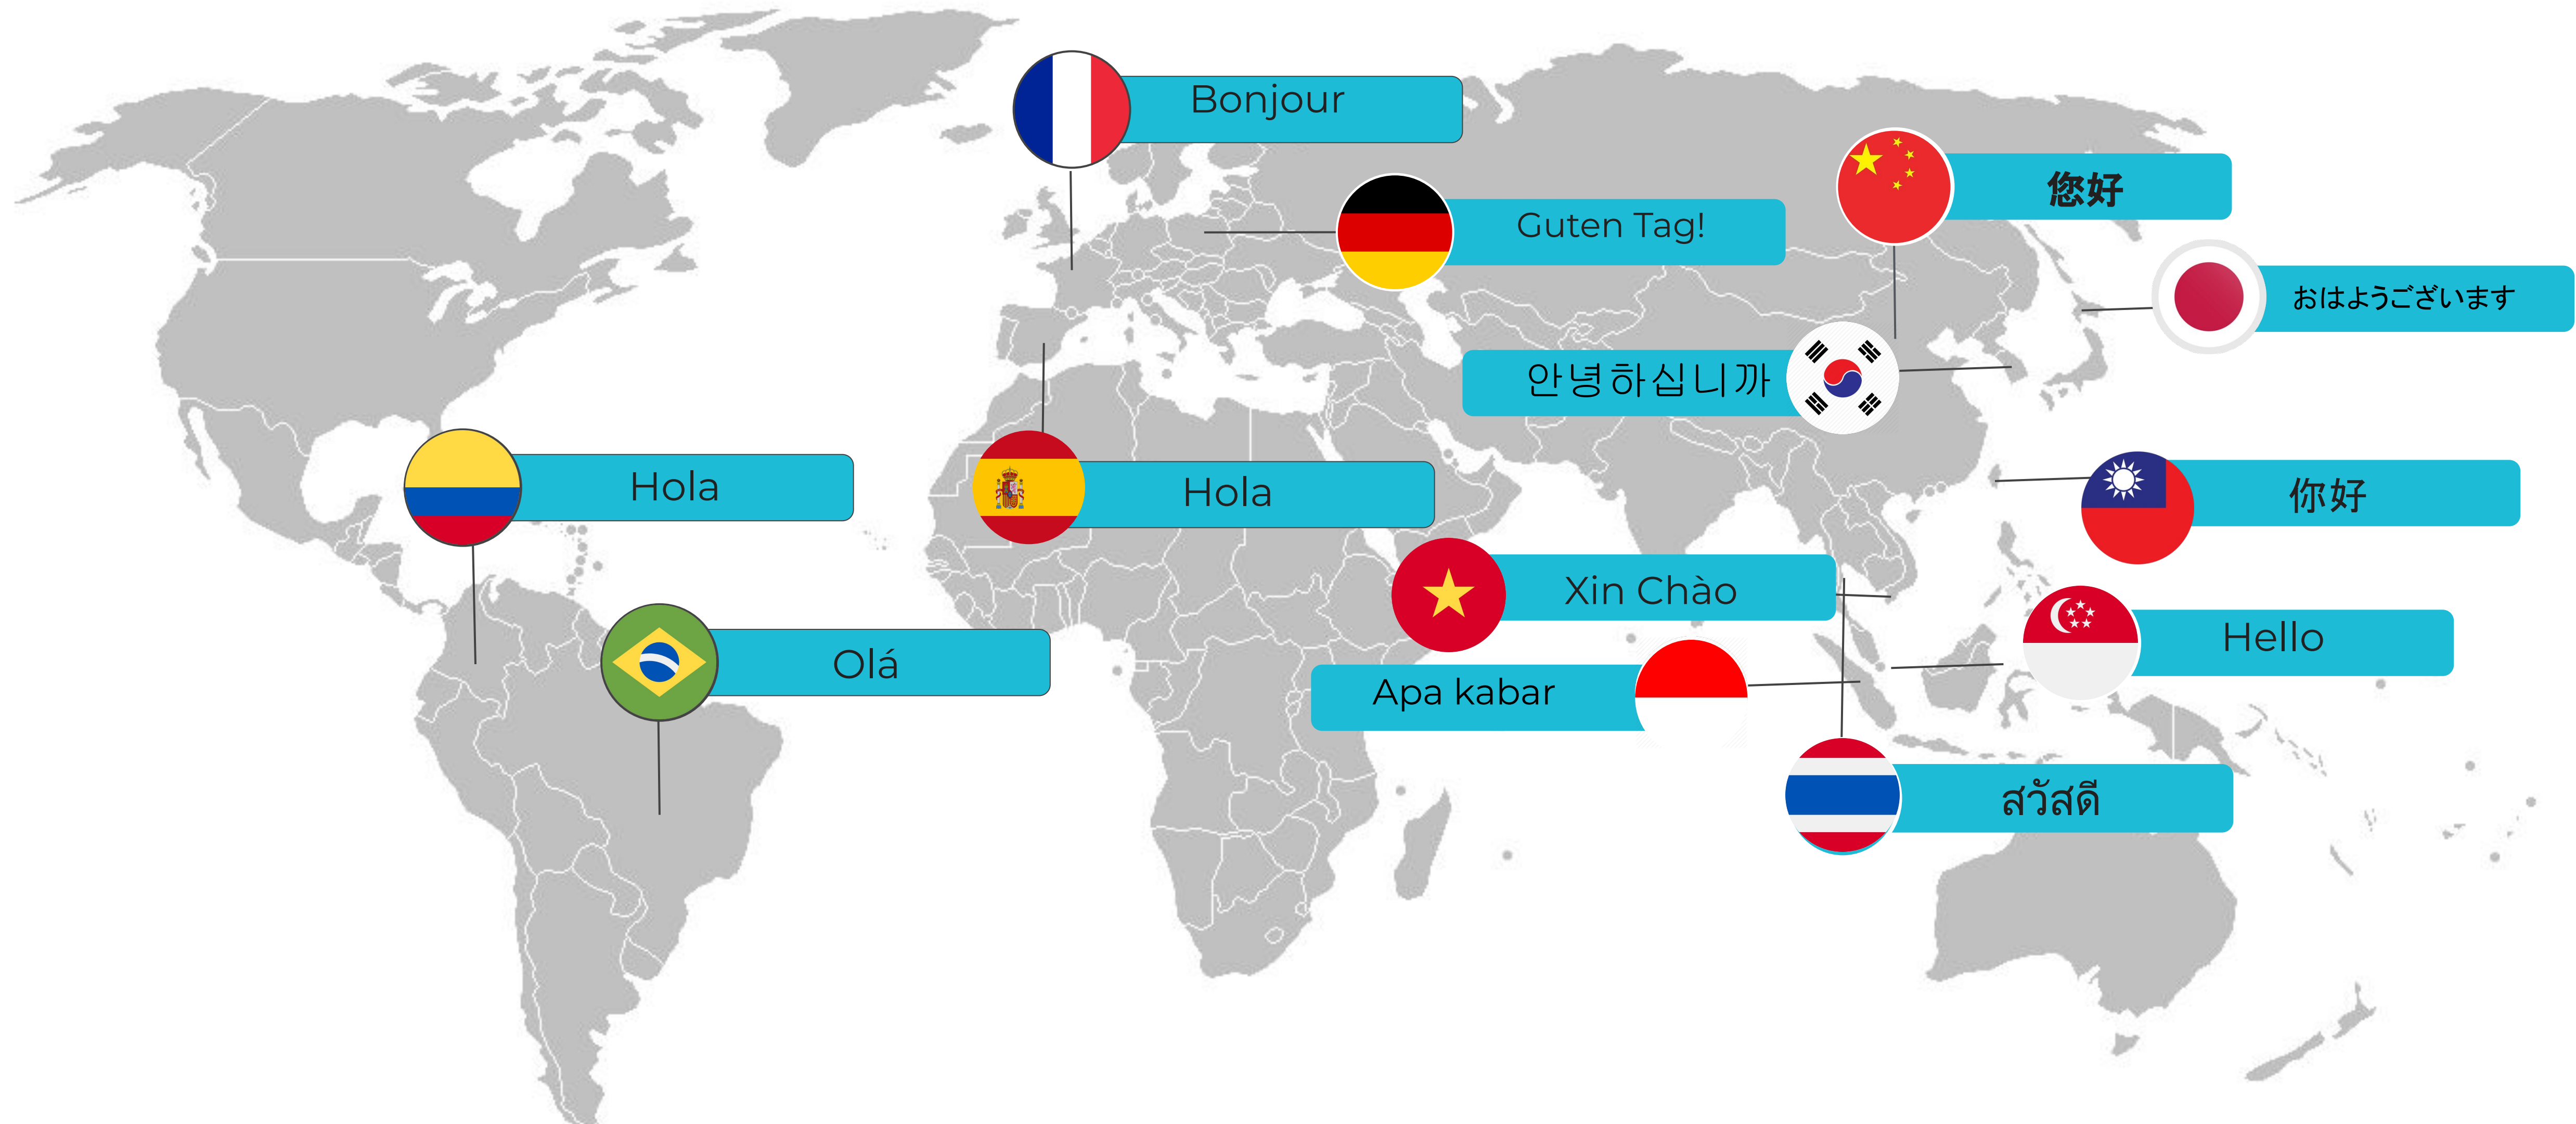 Bonjour
您好
Guten Tag!
おはようございます
안녕하십니까
Hola
Hola
你好
Xin Chào
Hello
Olá
Apa kabar
สวัสดี